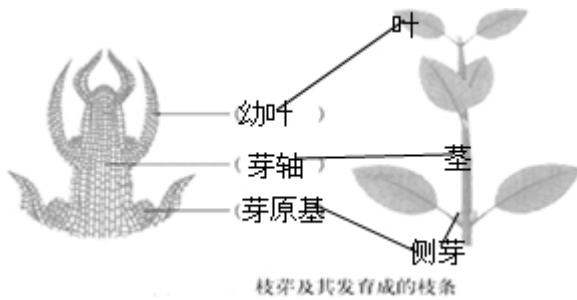 叶
(幼叶 )
(芽轴 )
(芽原基 )
茎
侧芽
枝芽及其发育成的枝条